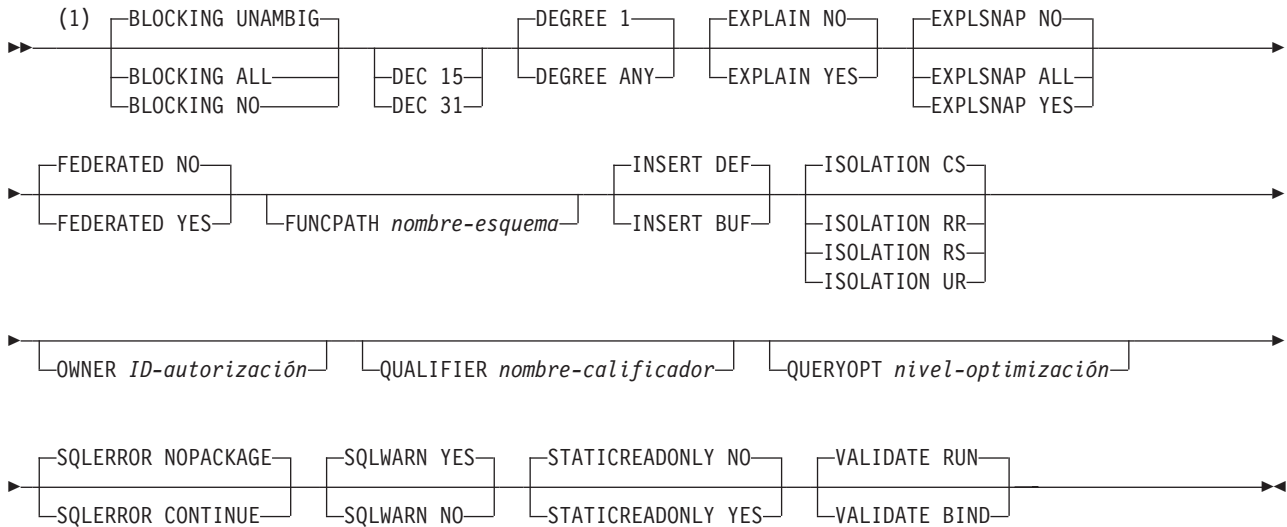 (1) BLOCKING UNAMBIG DEGREE 1 EXPLAIN NO EXPLSNAP NO
BLOCKING ALL DEC 15 DEGREE ANY EXPLAIN YES EXPLSNAP ALL
BLOCKING NO DEC 31 EXPLSNAP YES
FEDERATED NO INSERT DEF ISOLATION CS
FEDERATED YES FUNCPATH nombre-esquema INSERT BUF ISOLATION RR
ISOLATION RS
ISOLATION UR
OWNER ID-autorización QUALIFIER nombre-calificador QUERYOPT nivel-optimización
SQLERROR NOPACKAGE SQLWARN YES STATICREADONLY NO VALIDATE RUN
SQLERROR CONTINUE SQLWARN NO STATICREADONLY YES VALIDATE BIND